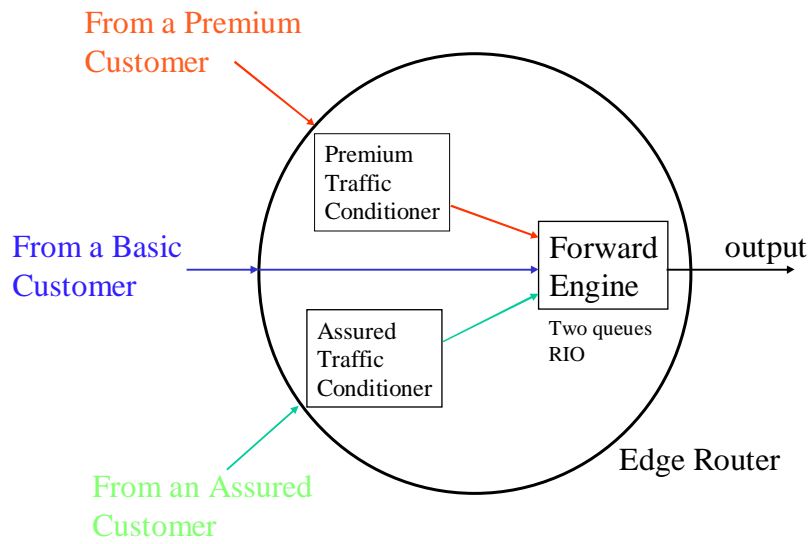 From a Premium
Customer
Premium
Traffic
Conditioner
From a Basic
Customer
Forward
Engine
output
Two queues
RIO
Assured
Traffic
Conditioner
Edge Router
From an Assured
Customer